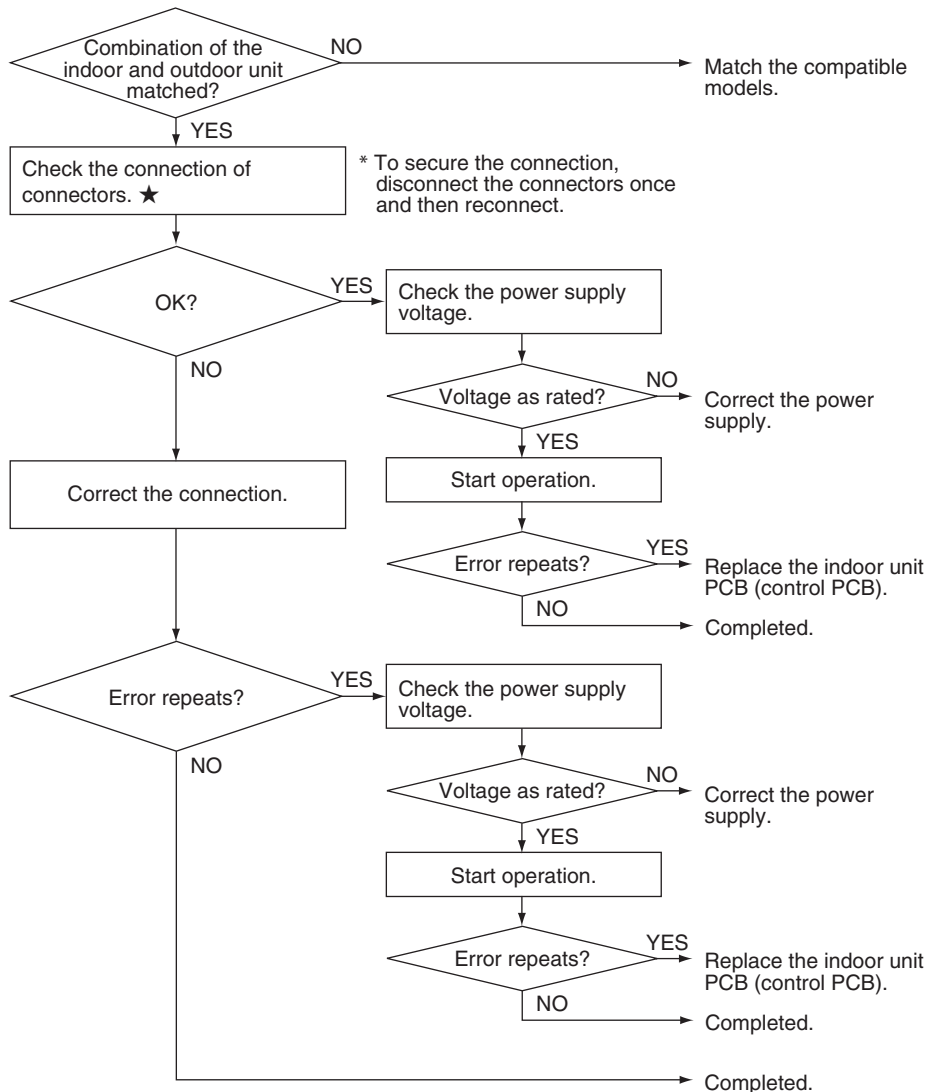 Combination of the
indoor and outdoor unit
matched?
NO
Match the compatible
models.
YES
Check the connection of
connectors. ★
* To secure the connection,
disconnect the connectors once
and then reconnect.
OK?
YES
Check the power supply
voltage.
NO
Voltage as rated?
NO
Correct the power
supply.
YES
Start operation.
Correct the connection.
Error repeats?
YES
Replace the indoor unit
PCB (control PCB).
NO
Completed.
Error repeats?
YES
Check the power supply
voltage.
NO
Voltage as rated?
NO
Correct the power
supply.
YES
Start operation.
Error repeats?
YES
Replace the indoor unit
PCB (control PCB).
NO
Completed.
Completed.